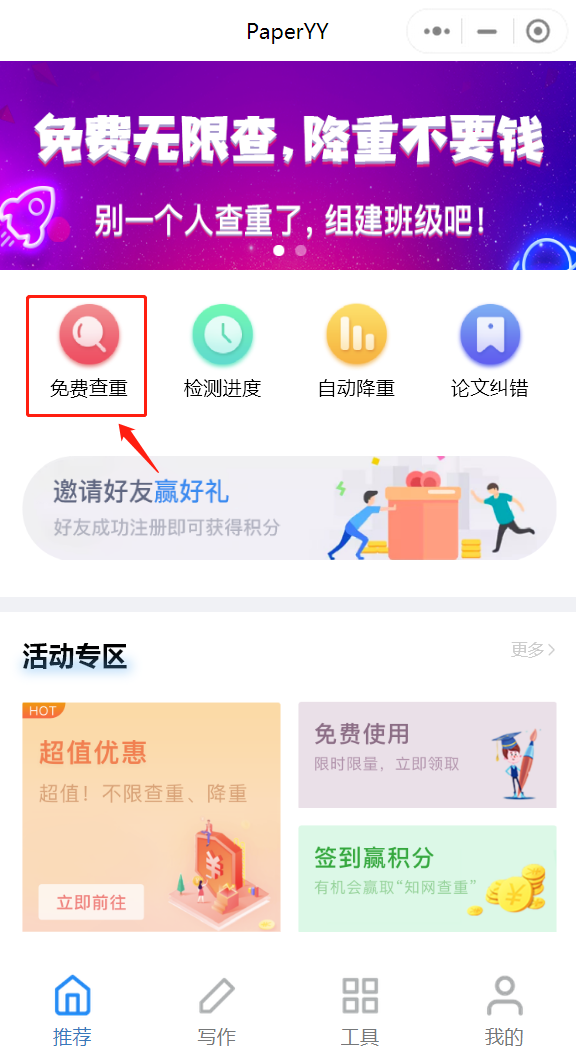 PaperYY
免费无限查，降重不要钱
别一个人查重了，组建班级吧！
免费查重
检测进度
自动降重
论文纠错
邀请好友赢好礼
好友成功注册即可获得积分
活动专区
更多
HOT
超值优惠
超值！不限查重、降重
立即前往
免费使用
限时限量，立即领取
签到赢积分
有机会赢取“知网查重”
推荐
写作
工具
我的